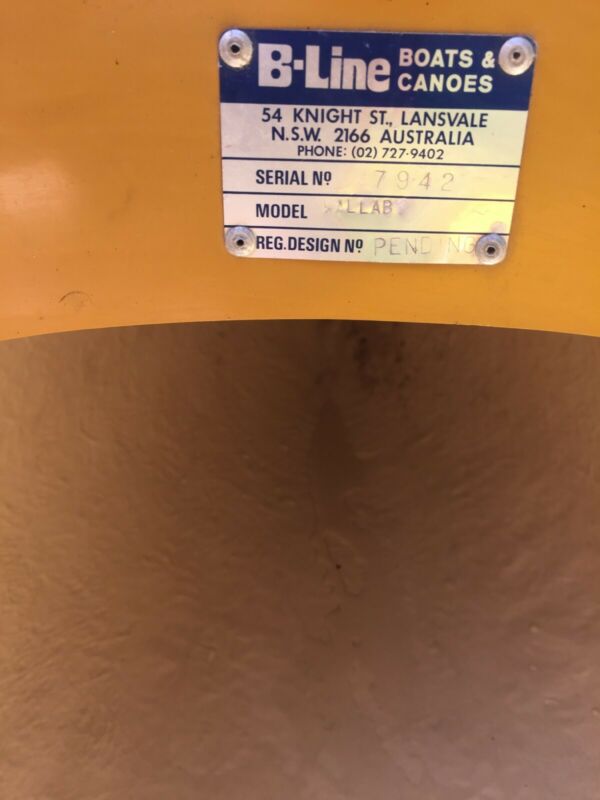 B-Line BOATS &
CANOES
54 KNIGHT ST., LANSVALE
N.S.W. 2166 AUSTRALIA
PHONE: (02) 727-9402
SERIAL Nº 7942
MODEL
REG. DESIGN Nº PENDING